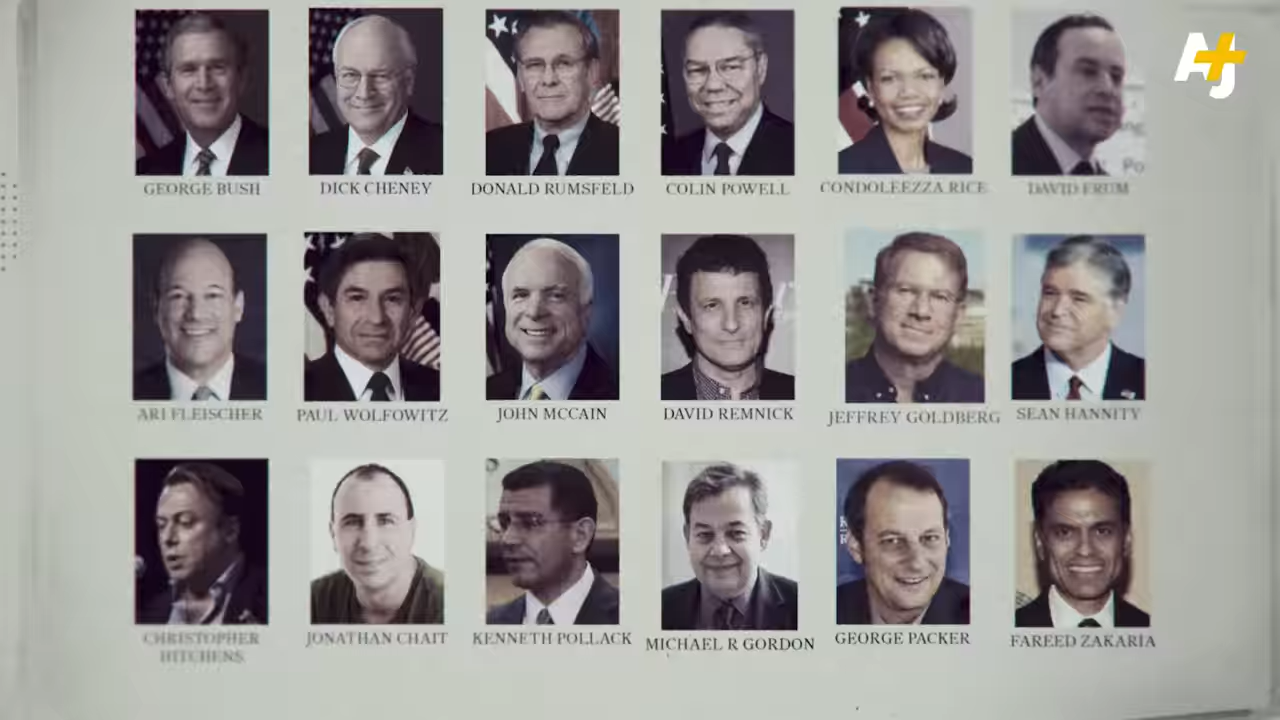 AJ+
GEORGE BUSH
DICK CHENEY
DONALD RUMSFELD
COLIN POWELL
CONDOLEEZZA RICE
DAVID FRUM
ARI FLEISCHER
PAUL WOLFOWITZ
JOHN MCCAIN
DAVID REMNICK
JEFFREY GOLDBERG
SEAN HANNITY
CHRISTOPHER
HITCHENS
JONATHAN CHAIT
KENNETH POLLACK
MICHAEL R GORDON
GEORGE PACKER
FAREED ZAKARIA